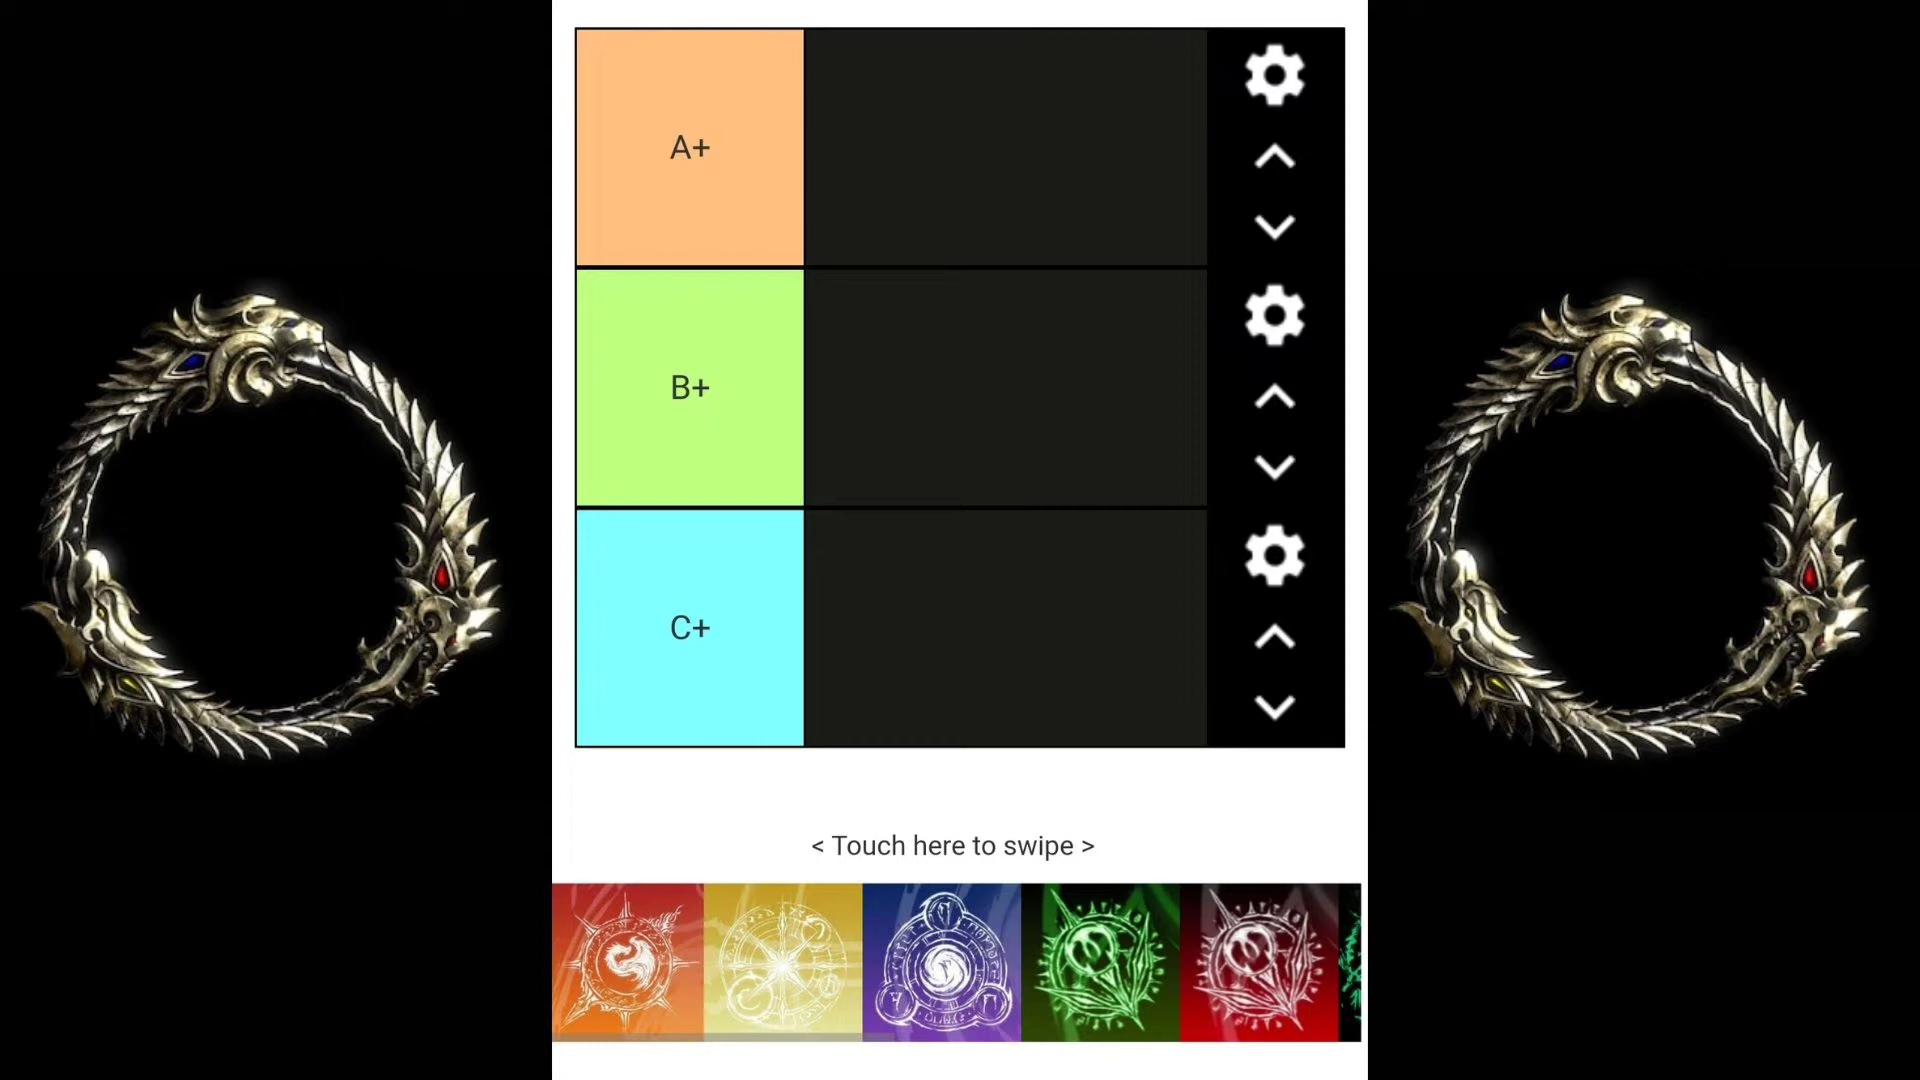 A+
B+
C+
< Touch here to swipe >